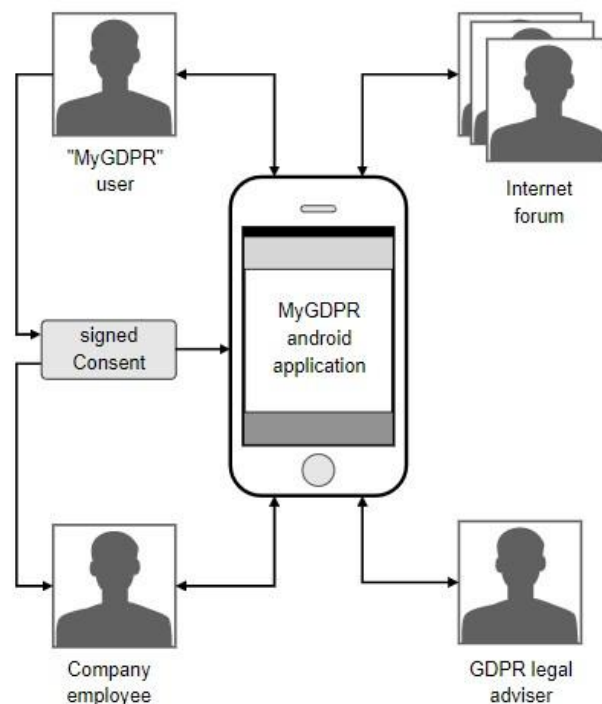 "MyGDPR"
user
Internet
forum
MyGDPR
android
application
signed
Consent
Company
employee
GDPR legal
adviser